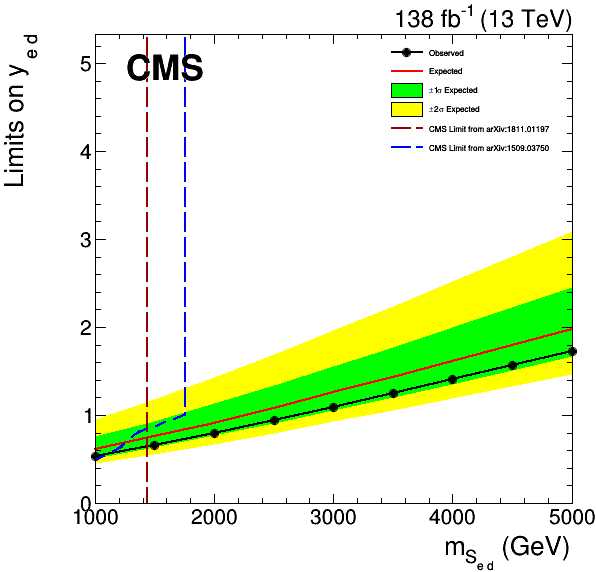 138 fb-1 (13 TeV)
Limits on y e d
CMS
Observed
Expected
±1σ Expected
±2σ Expected
CMS Limit from arXiv:1811.01197
CMS Limit from arXiv:1509.03750
5
4
3
2
1
0
1000 2000 3000 4000 5000
mS e d (GeV)